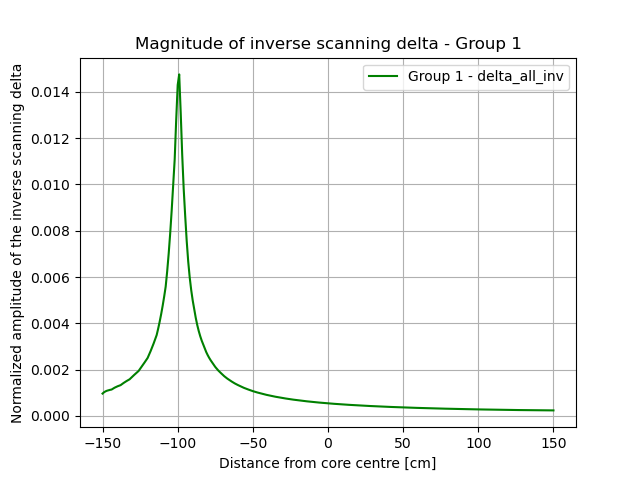 Magnitude of inverse scanning delta - Group 1
Group 1 - delta_all_inv
Normalized amplitude of the inverse scanning delta
0.014
0.012
0.010
0.008
0.006
0.004
0.002
0.000
−150 −100 −50 0 50 100 150
Distance from core centre [cm]